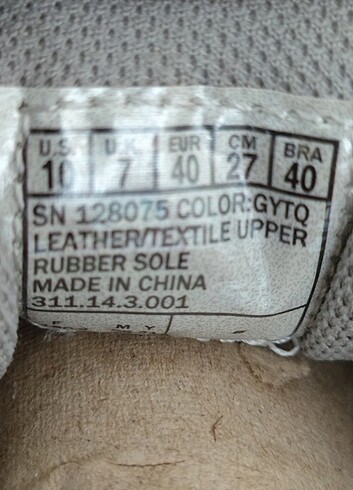 U.S. U.K. EUR CM BRA
10 7 40 27 40
SN 128075 COLOR:GYTQ
LEATHER/TEXTILE UPPER
RUBBER SOLE
MADE IN CHINA
311.14.3.001
M Y